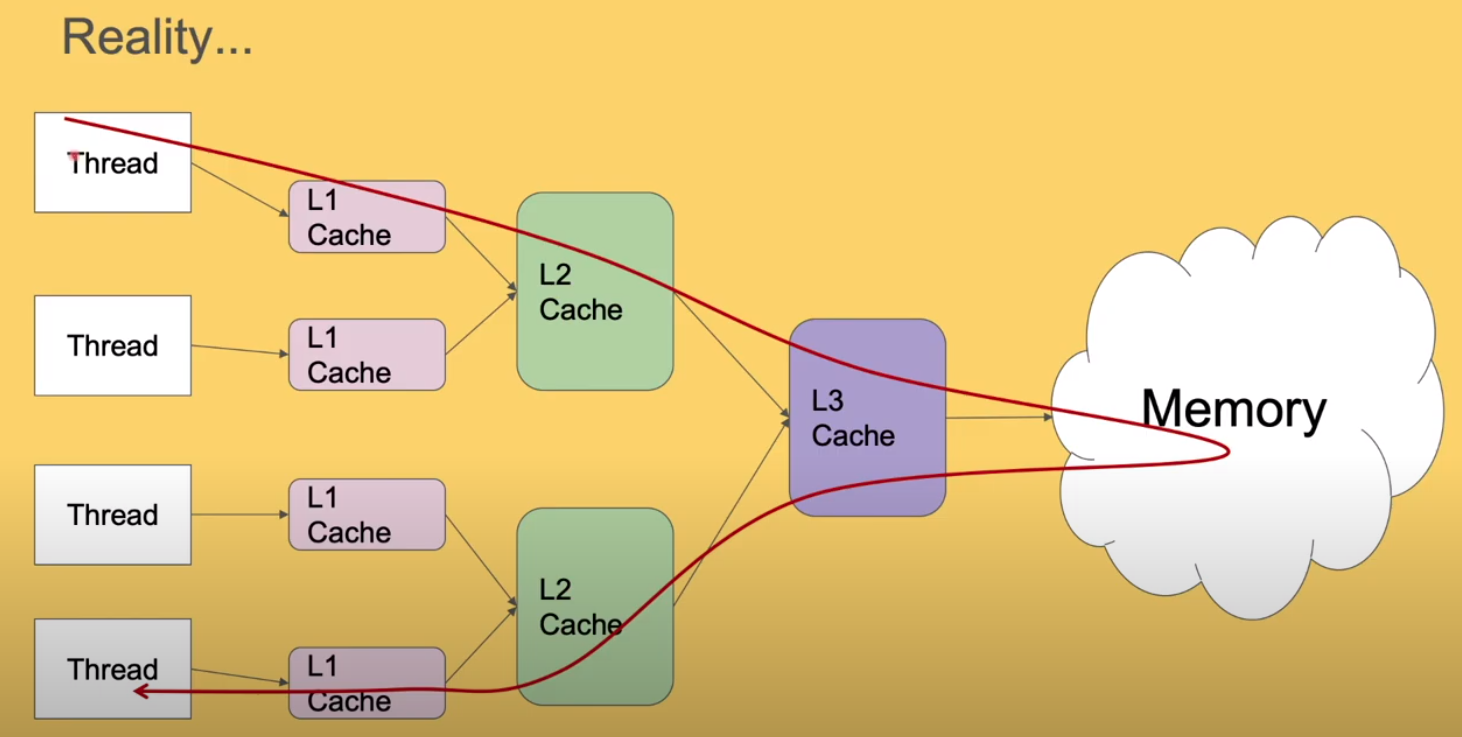 Reality...
Thread
L1
Cache
L2
Cache
Thread
L1
Cache
L3
Cache
Memory
Thread
L1
Cache
L2
Cache
Thread
L1
Cache